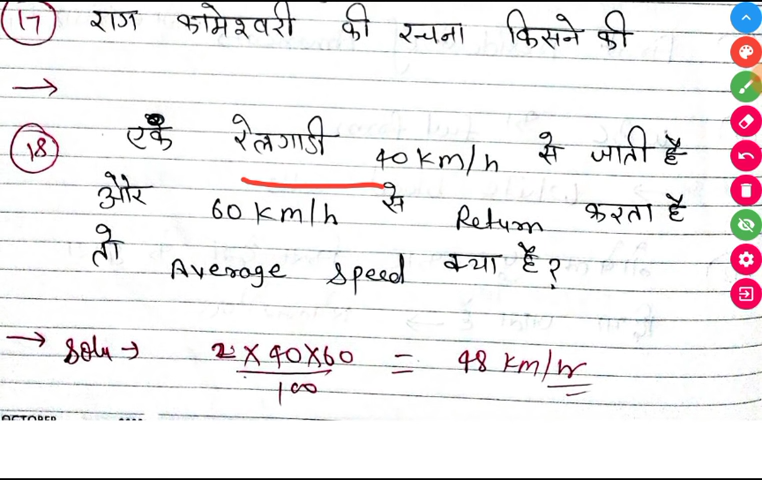 (17) राग कामेश्वरी की रचना किसने की
→
(18) एक रेलगाडी 40 km/h से जाती है
और 60 km/h से Return करता है
तो Average speed क्या है?
→ Solu → 2×40×60 = 48 km/hr
100